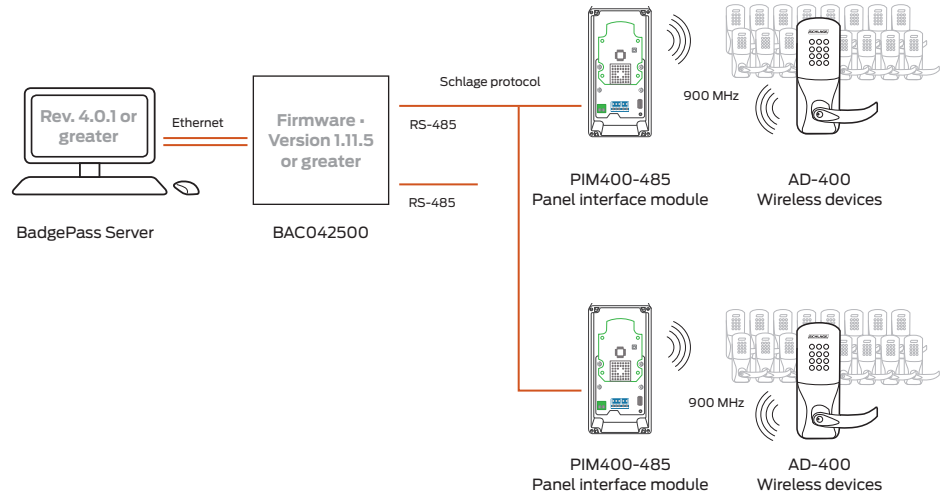 Rev. 4.0.1 or
greater
BadgePass Server
Ethernet
Firmware •
Version 1.11.5
or greater
BAC042500
Schlage protocol
RS-485
RS-485
SCHLAGE
900 MHz
PIM400-485
Panel interface module
AD-400
Wireless devices
SCHLAGE
900 MHz
PIM400-485
Panel interface module
AD-400
Wireless devices